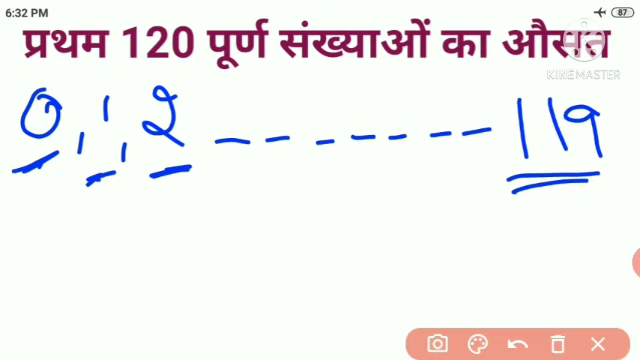 6:32 PM 87
प्रथम 120 पूर्ण संख्याओं का औसत
KINEMASTER
0, 1, 2 - - - - - - - 119